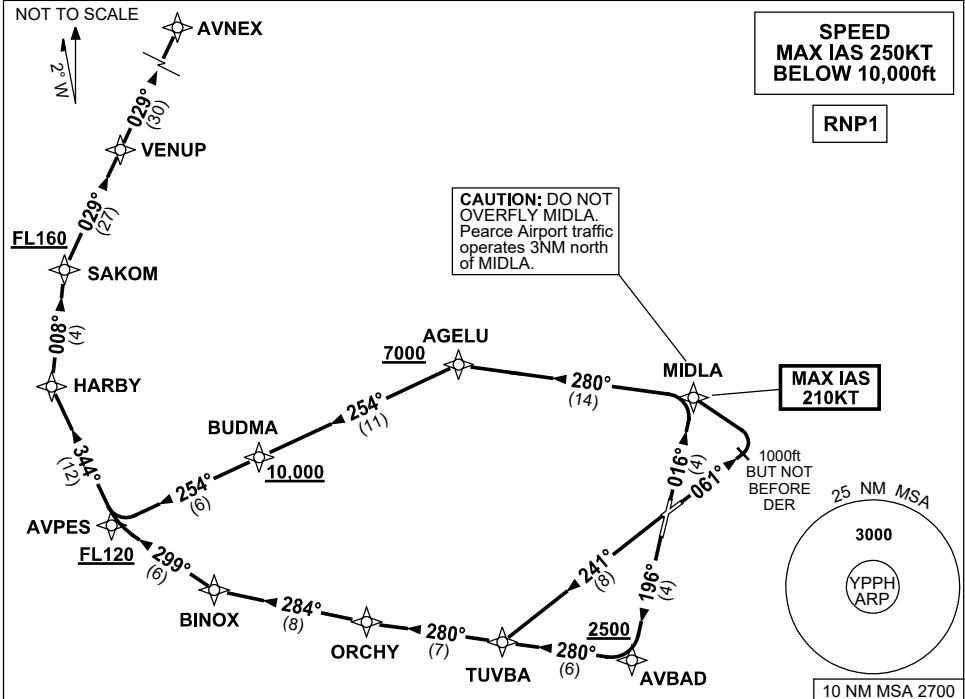 NOT TO SCALE
2° W
AVNEX
SPEED
MAX IAS 250KT
BELOW 10,000ft
RNP1
029°
(30)
VENUP
029°
(27)
FL160
SAKOM
008°
(4)
HARBY
344°
(12)
AVPES
FL120
CAUTION: DO NOT
OVERFLY MIDLA.
Pearce Airport traffic
operates 3NM north
of MIDLA.
AGELU
7000
MIDLA
280°
(14)
MAX IAS
210KT
254°
(11)
BUDMA
10,000
254°
(6)
016°
(4)
061°
1000ft
BUT NOT
BEFORE
DER
299°
(6)
BINOX
284°
(8)
ORCHY
280°
(7)
TUVBA
241°
(8)
196°
(4)
2500
280°
(6)
AVBAD
25 NM MSA
3000
YPPH
ARP
10 NM MSA 2700